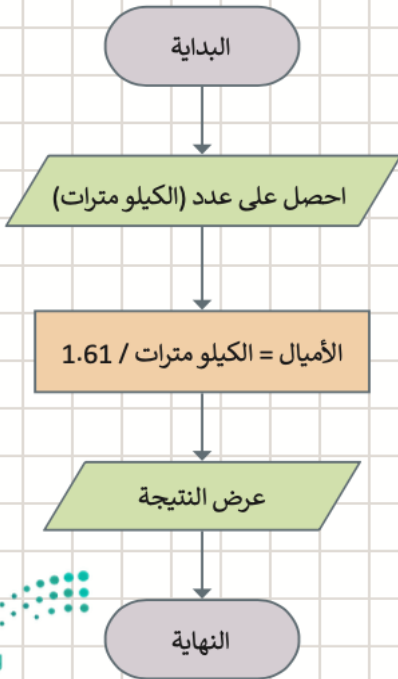 البداية
احصل على عدد (الكيلو مترات)
الأميال = الكيلو مترات / 1.61
عرض النتيجة
النهاية